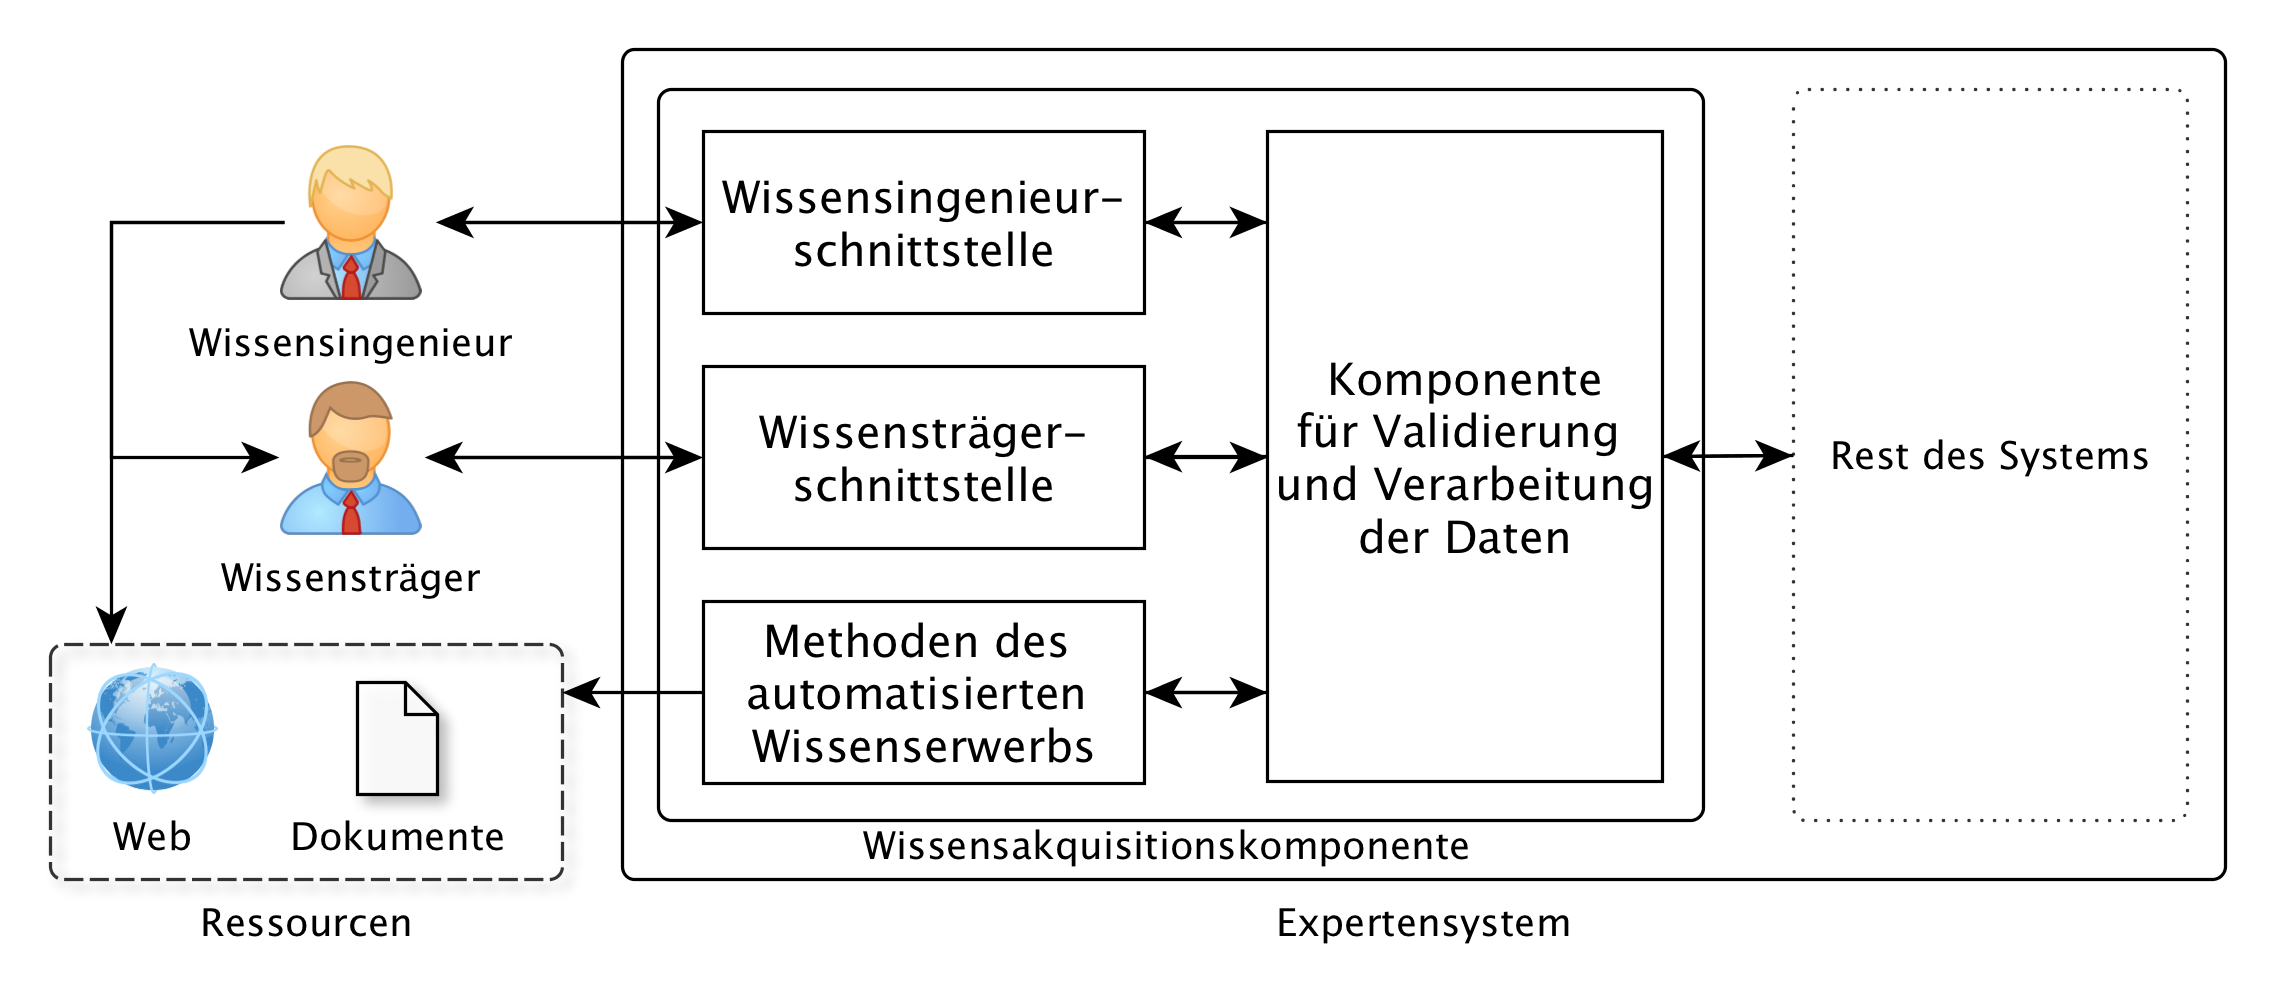 Wissensingenieur-
schnittstelle
Wissensingenieur
Wissensträger-
schnittstelle
Wissensträger
Komponente
für Validierung
und Verarbeitung
der Daten
Rest des Systems
Methoden des
automatisierten
Wissenserwerbs
Web
Dokumente
Wissensakquisitionskomponente
Ressourcen
Expertensystem